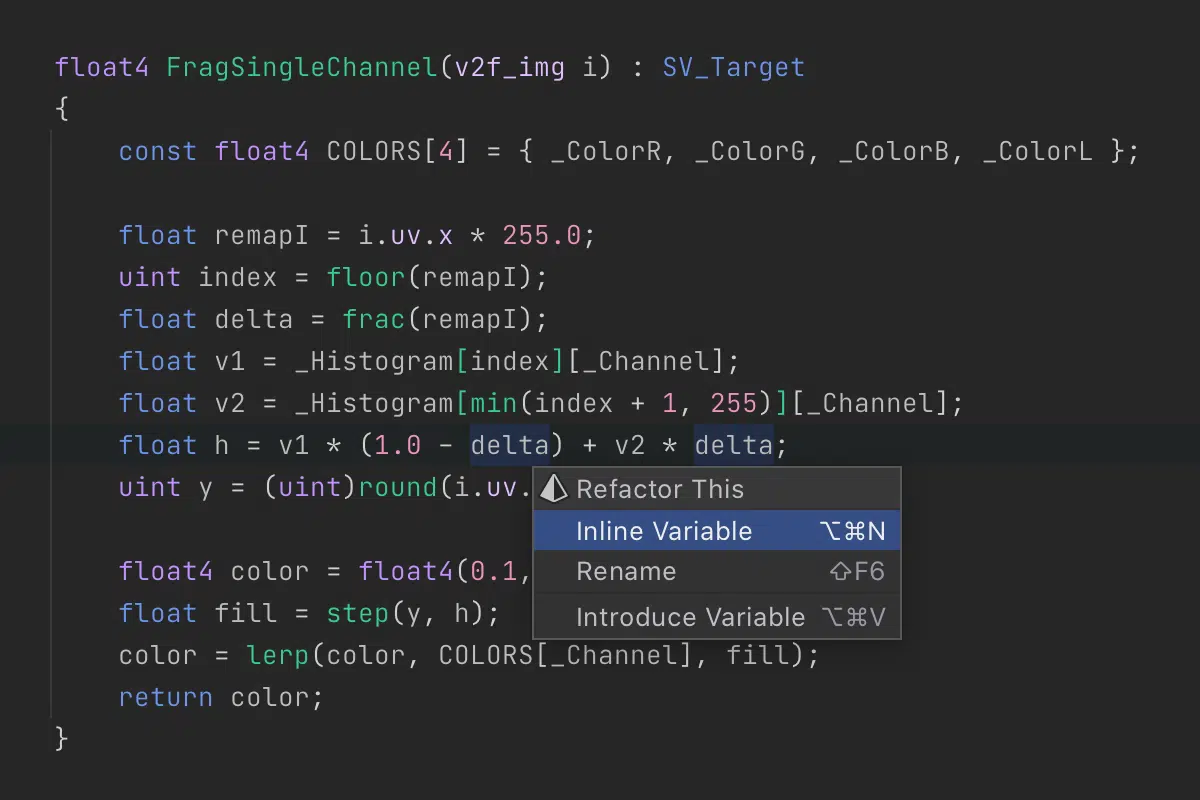 float4 FragSingleChannel(v2f_img i) : SV_Target
{
const float4 COLORS[4] = { _ColorR, _ColorG, _ColorB, _ColorL };
float remapI = i.uv.x * 255.0;
uint index = floor(remapI);
float delta = frac(remapI);
float v1 = _Histogram[index][_Channel];
float v2 = _Histogram[min(index + 1, 255)][_Channel];
float h = v1 * (1.0 - delta) + v2 * delta;
uint y = (uint)round(i.uv.
Refactor This
Inline Variable ⌥⌘N
Rename ⇧F6
Introduce Variable ⌥⌘V
float4 color = float4(0.1,
float fill = step(y, h);
color = lerp(color, COLORS[_Channel], fill);
return color;
}